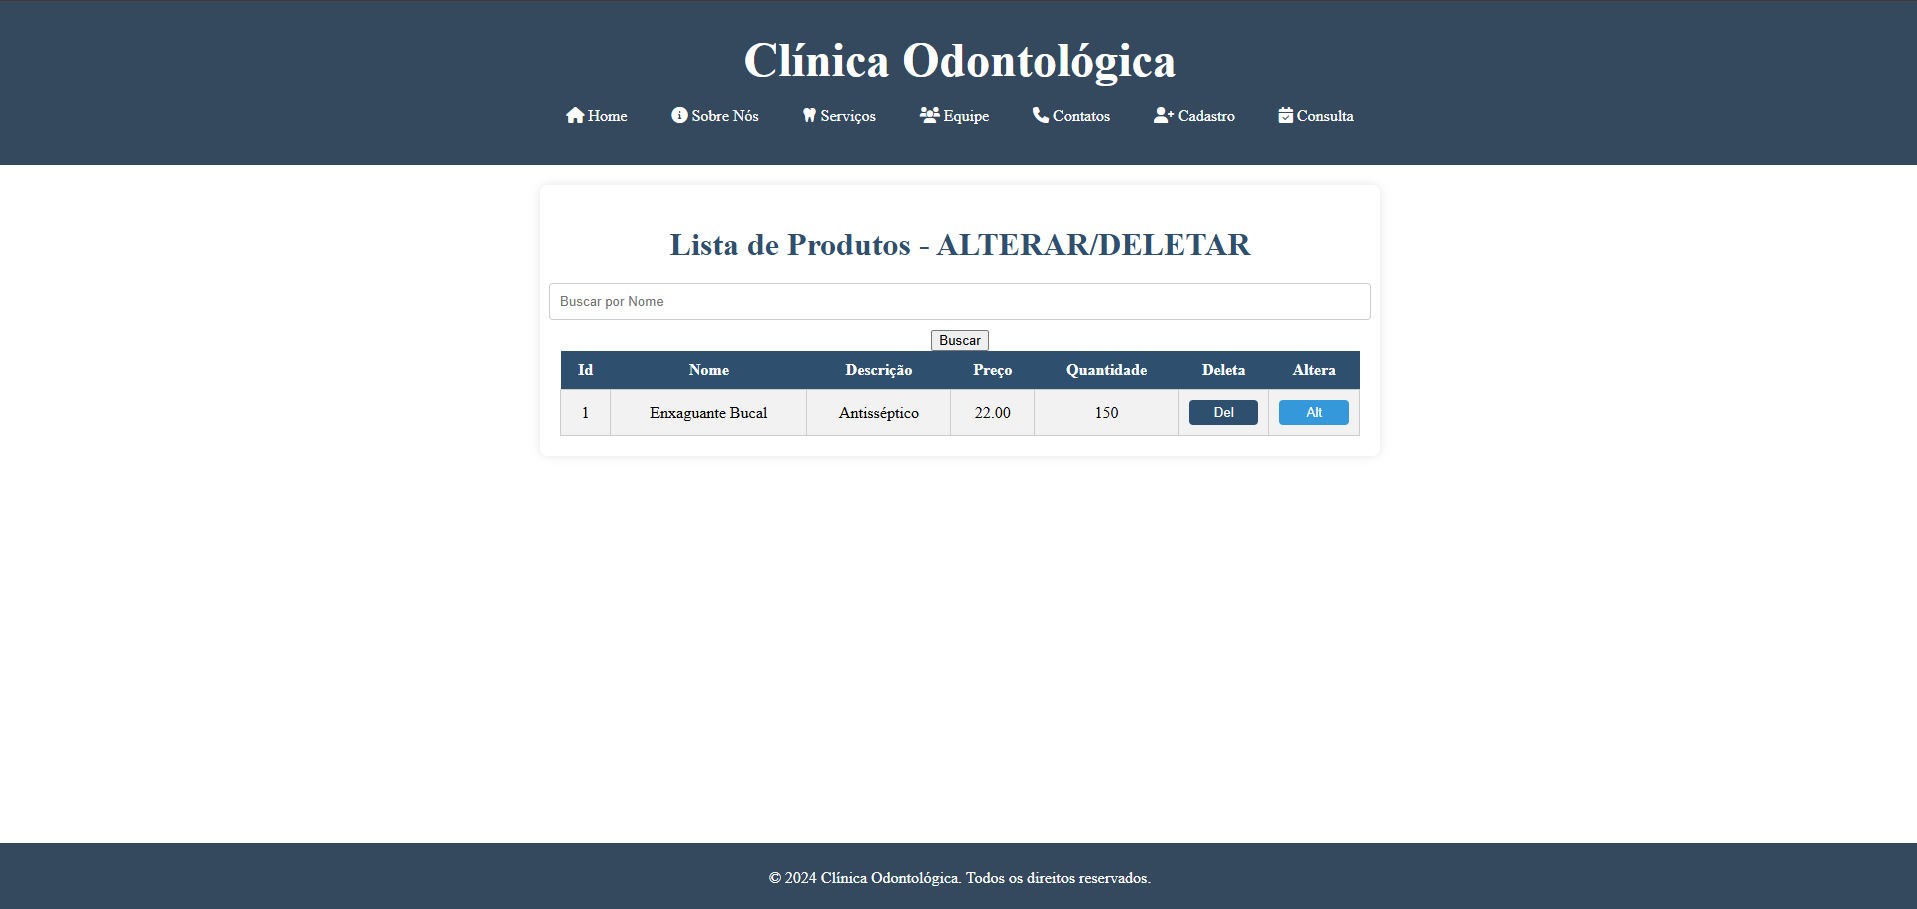 Clínica Odontológica
Home Sobre Nós Serviços Equipe Contatos Cadastro Consulta
Lista de Produtos - ALTERAR/DELETAR
Buscar por Nome
Buscar
Id Nome Descrição Preço Quantidade Deleta Altera
1 Enxaguante Bucal Antisséptico 22.00 150 Del Alt
© 2024 Clínica Odontológica. Todos os direitos reservados.